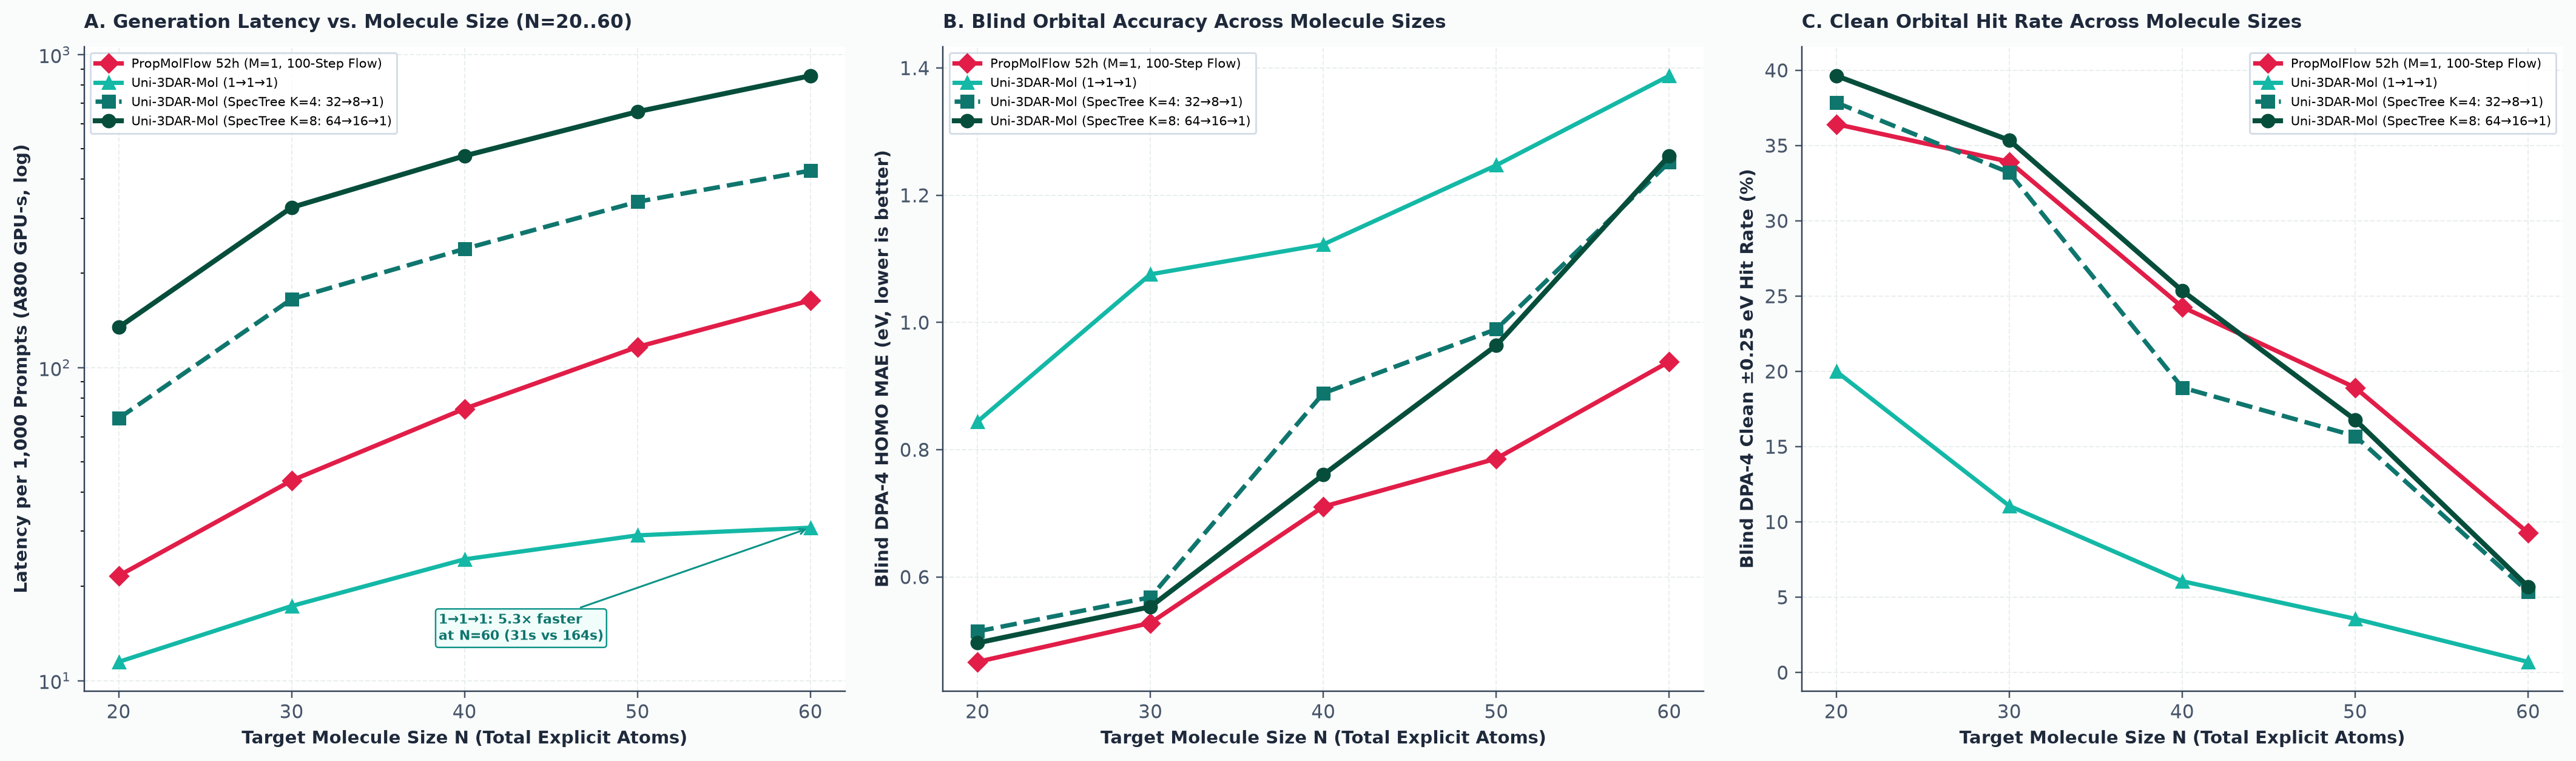 A. Generation Latency vs. Molecule Size (N=20..60)
PropMolFlow 52h (M=1, 100-Step Flow)
Uni-3DAR-Mol (1→1→1)
Uni-3DAR-Mol (SpecTree K=4: 32→8→1)
Uni-3DAR-Mol (SpecTree K=8: 64→16→1)
Latency per 1,000 Prompts (A800 GPU-s, log)
10³
10²
10¹
1→1→1: 5.3× faster
at N=60 (31s vs 164s)
20 30 40 50 60
Target Molecule Size N (Total Explicit Atoms)
B. Blind Orbital Accuracy Across Molecule Sizes
PropMolFlow 52h (M=1, 100-Step Flow)
Uni-3DAR-Mol (1→1→1)
Uni-3DAR-Mol (SpecTree K=4: 32→8→1)
Uni-3DAR-Mol (SpecTree K=8: 64→16→1)
Blind DPA-4 HOMO MAE (eV, lower is better)
1.4
1.2
1.0
0.8
0.6
20 30 40 50 60
Target Molecule Size N (Total Explicit Atoms)
C. Clean Orbital Hit Rate Across Molecule Sizes
PropMolFlow 52h (M=1, 100-Step Flow)
Uni-3DAR-Mol (1→1→1)
Uni-3DAR-Mol (SpecTree K=4: 32→8→1)
Uni-3DAR-Mol (SpecTree K=8: 64→16→1)
Blind DPA-4 Clean ±0.25 eV Hit Rate (%)
40
35
30
25
20
15
10
5
0
20 30 40 50 60
Target Molecule Size N (Total Explicit Atoms)